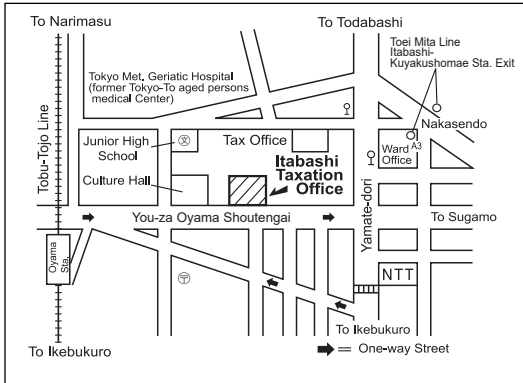 To Narimasu
To Todabashi
Toei Mita Line
Itabashi-
Kuyakushomae Sta. Exit
Tokyo Met. Geriatic Hospital
(former Tokyo-To aged persons
medical Center)
Nakasendo
Tobu-Tojo Line
Junior High
School
文
Tax Office
Ward
Office
A3
Itabashi
Taxation
Office
Culture Hall
You-za Oyama Shoutengai
Yamate-dori
To Sugamo
Oyama
Sta.
〒
NTT
To Ikebukuro
To Ikebukuro
= One-way Street